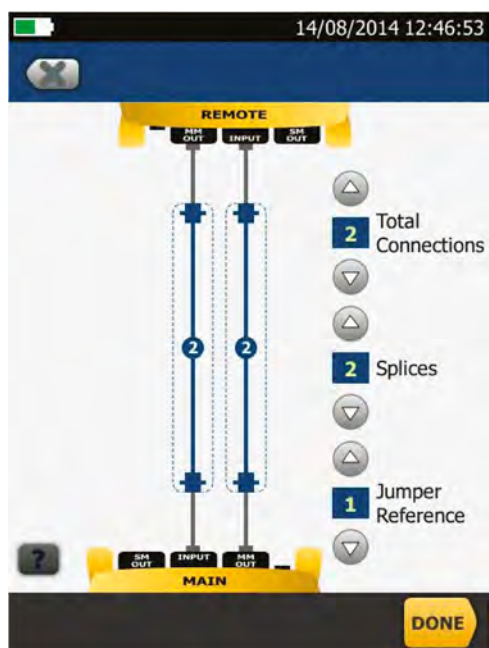 14/08/2014 12:46:53
REMOTE
MM OUT
INPUT
SM OUT
2
Total
Connections
2
2
2
Splices
1
Jumper
Reference
?
SM OUT
INPUT
MM OUT
MAIN
DONE